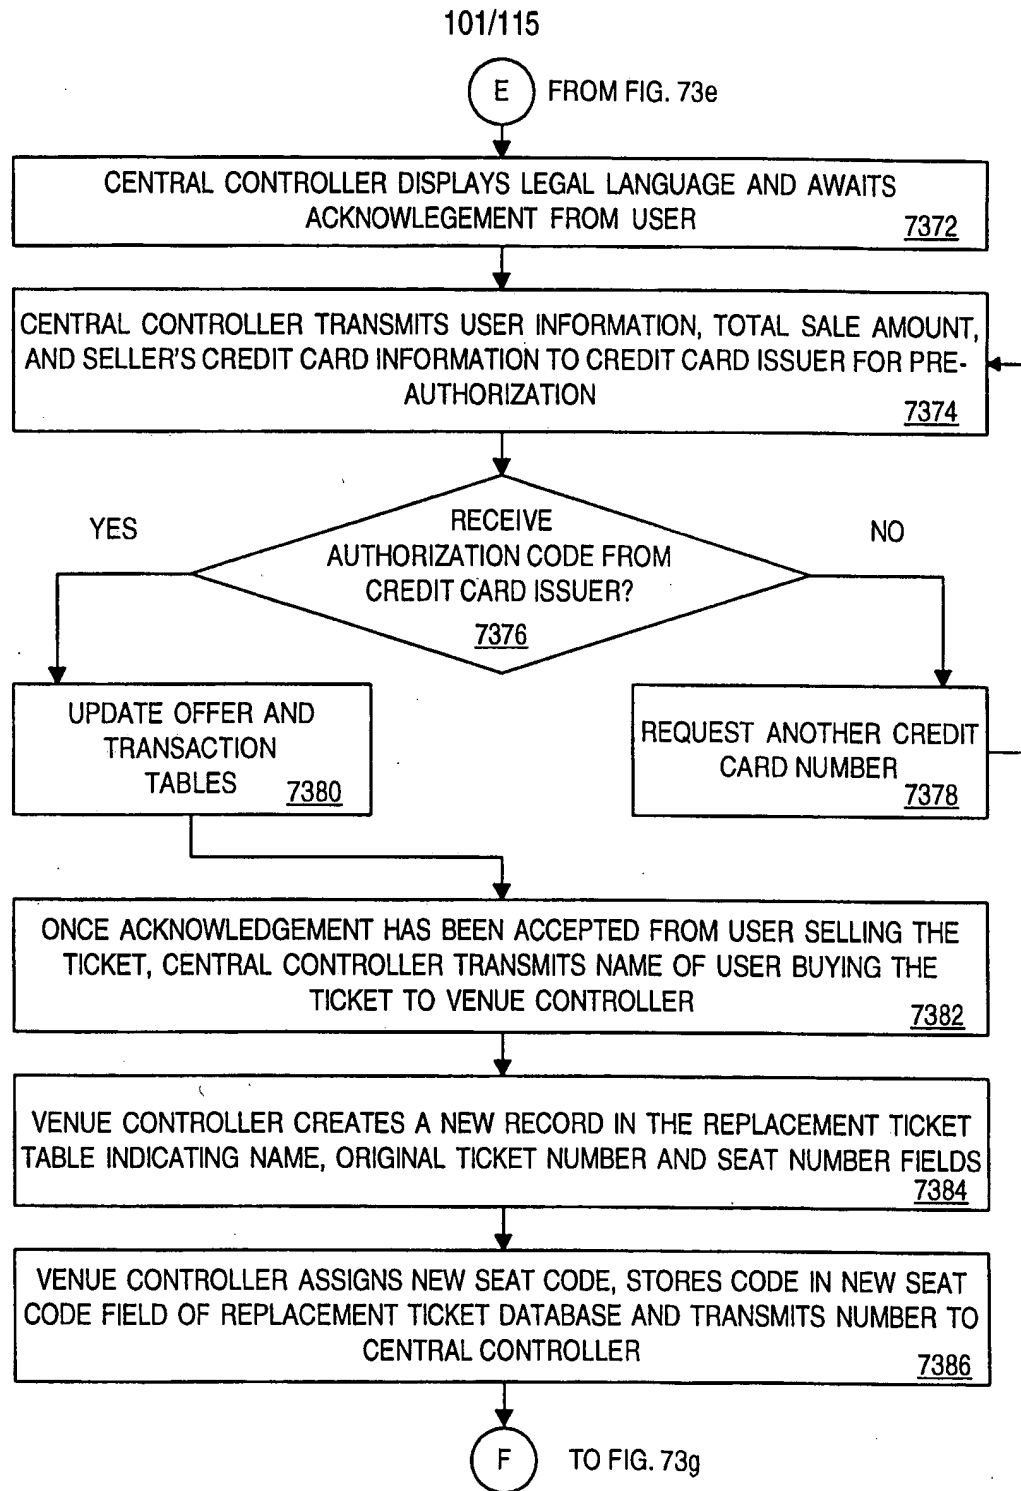 101/115
E FROM FIG. 73e
CENTRAL CONTROLLER DISPLAYS LEGAL LANGUAGE AND AWAITS
ACKNOWLEGEMENT FROM USER
7372
CENTRAL CONTROLLER TRANSMITS USER INFORMATION, TOTAL SALE AMOUNT,
AND SELLER'S CREDIT CARD INFORMATION TO CREDIT CARD ISSUER FOR PRE-
AUTHORIZATION
7374
RECEIVE
AUTHORIZATION CODE FROM
CREDIT CARD ISSUER?
7376
YES
NO
UPDATE OFFER AND
TRANSACTION
TABLES
7380
REQUEST ANOTHER CREDIT
CARD NUMBER
7378
ONCE ACKNOWLEDGEMENT HAS BEEN ACCEPTED FROM USER SELLING THE
TICKET, CENTRAL CONTROLLER TRANSMITS NAME OF USER BUYING THE
TICKET TO VENUE CONTROLLER
7382
VENUE CONTROLLER CREATES A NEW RECORD IN THE REPLACEMENT TICKET
TABLE INDICATING NAME, ORIGINAL TICKET NUMBER AND SEAT NUMBER FIELDS
7384
VENUE CONTROLLER ASSIGNS NEW SEAT CODE, STORES CODE IN NEW SEAT
CODE FIELD OF REPLACEMENT TICKET DATABASE AND TRANSMITS NUMBER TO
CENTRAL CONTROLLER
7386
F TO FIG. 73g